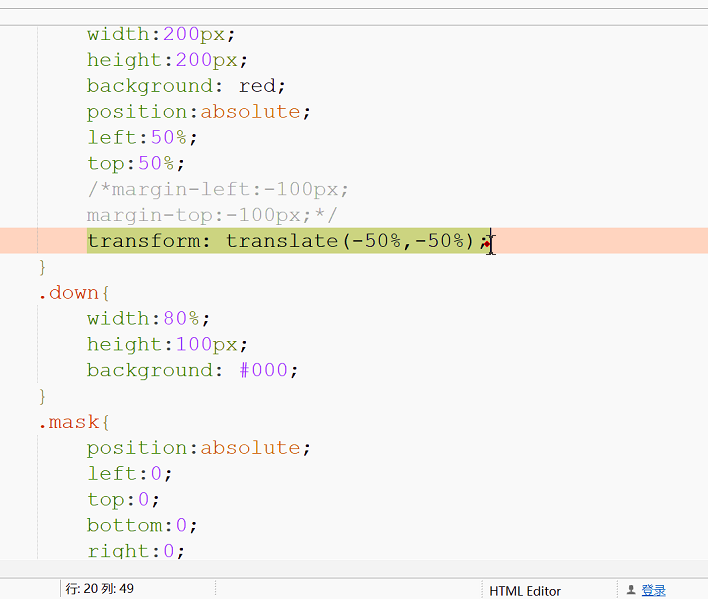 width:200px;
height:200px;
background: red;
position:absolute;
left:50%;
top:50%;
/*margin-left:-100px;
margin-top:-100px;*/
transform: translate(-50%,-50%);
}
.down{
width:80%;
height:100px;
background: #000;
}
.mask{
position:absolute;
left:0;
top:0;
bottom:0;
right:0;
行: 20 列: 49
HTML Editor
登录